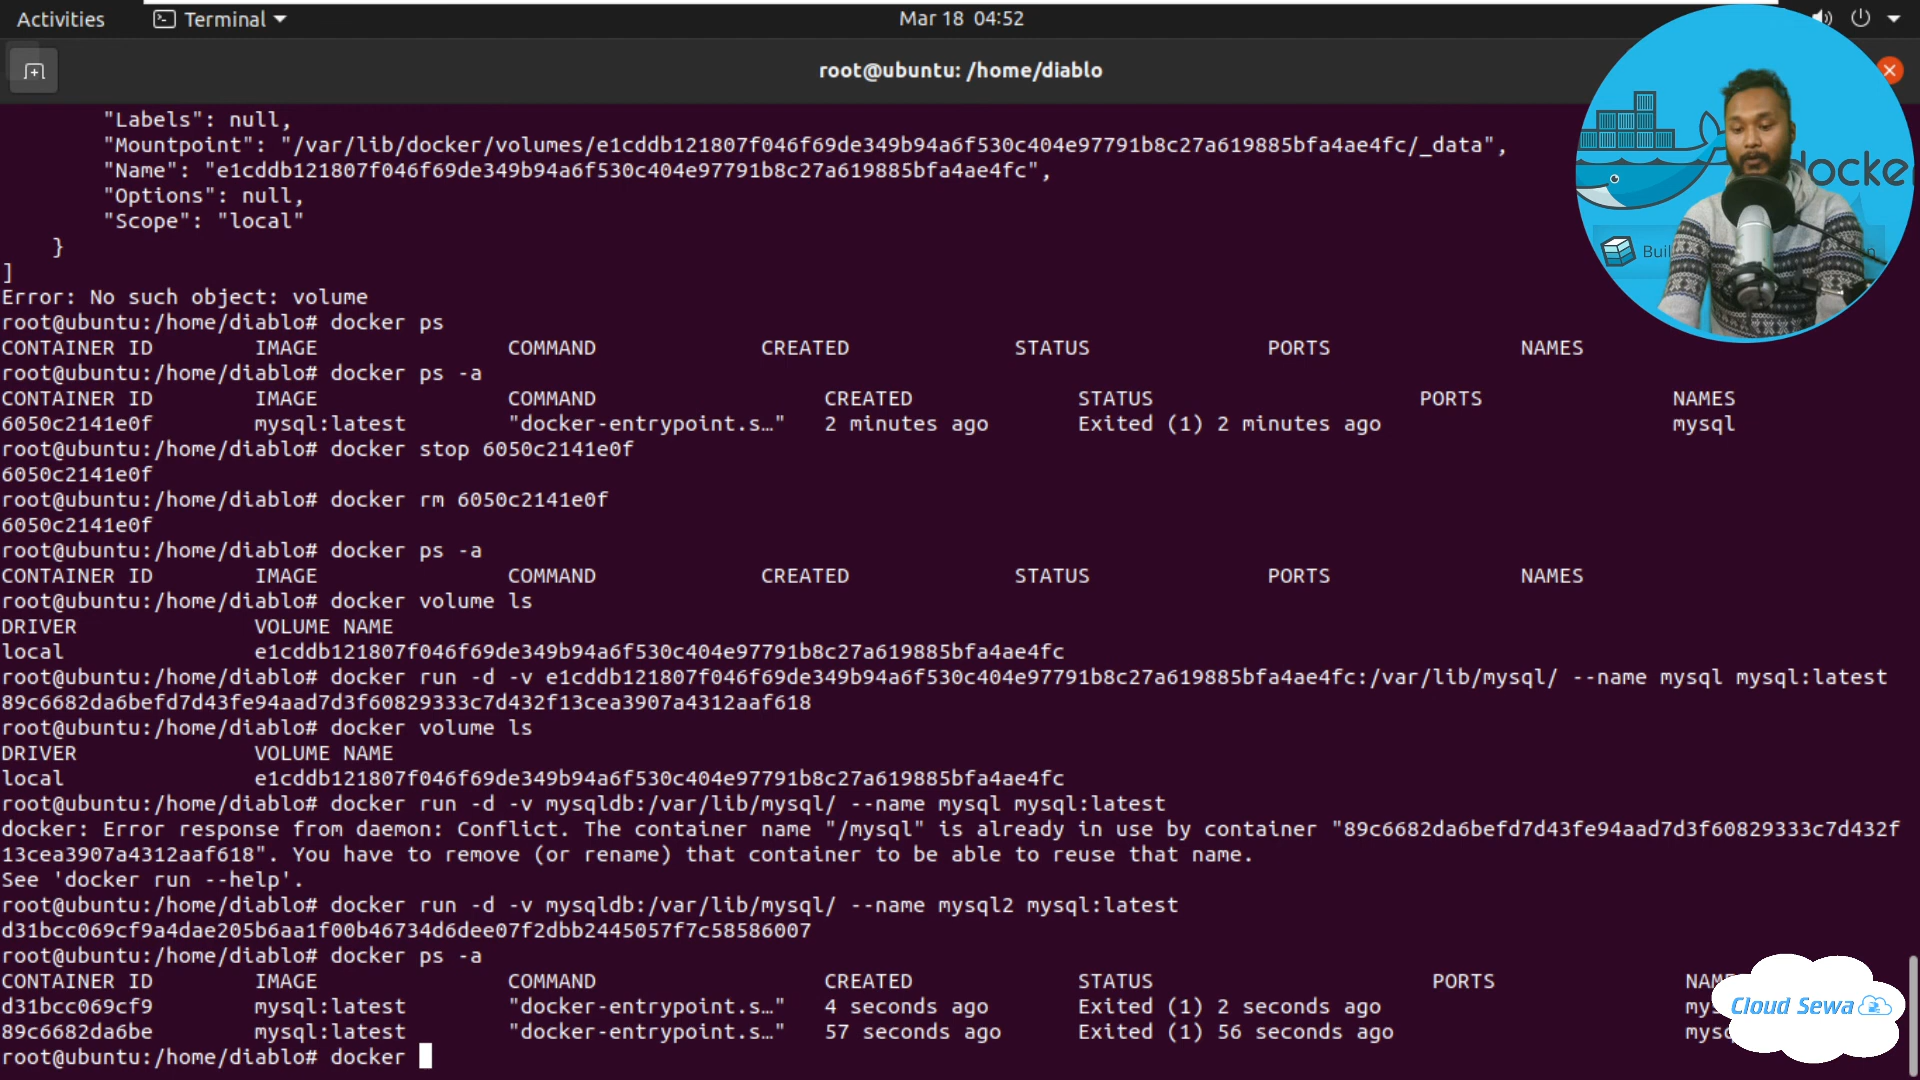 Activities
Terminal
Mar 18 04:52
root@ubuntu: /home/diablo
"Labels": null,
"Mountpoint": "/var/lib/docker/volumes/e1cddb121807f046f69de349b94a6f530c404e97791b8c27a619885bfa4ae4fc/_data",
"Name": "e1cddb121807f046f69de349b94a6f530c404e97791b8c27a619885bfa4ae4fc",
"Options": null,
"Scope": "local"
}
]
Error: No such object: volume
root@ubuntu:/home/diablo# docker ps
CONTAINER ID IMAGE COMMAND CREATED STATUS PORTS NAMES
root@ubuntu:/home/diablo# docker ps -a
CONTAINER ID IMAGE COMMAND CREATED STATUS PORTS NAMES
6050c2141e0f mysql:latest "docker-entrypoint.s…" 2 minutes ago Exited (1) 2 minutes ago mysql
root@ubuntu:/home/diablo# docker stop 6050c2141e0f
6050c2141e0f
root@ubuntu:/home/diablo# docker rm 6050c2141e0f
6050c2141e0f
root@ubuntu:/home/diablo# docker ps -a
CONTAINER ID IMAGE COMMAND CREATED STATUS PORTS NAMES
root@ubuntu:/home/diablo# docker volume ls
DRIVER VOLUME NAME
local e1cddb121807f046f69de349b94a6f530c404e97791b8c27a619885bfa4ae4fc
root@ubuntu:/home/diablo# docker run -d -v e1cddb121807f046f69de349b94a6f530c404e97791b8c27a619885bfa4ae4fc:/var/lib/mysql/ --name mysql mysql:latest
89c6682da6befd7d43fe94aad7d3f60829333c7d432f13cea3907a4312aaf618
root@ubuntu:/home/diablo# docker volume ls
DRIVER VOLUME NAME
local e1cddb121807f046f69de349b94a6f530c404e97791b8c27a619885bfa4ae4fc
root@ubuntu:/home/diablo# docker run -d -v mysqldb:/var/lib/mysql/ --name mysql mysql:latest
docker: Error response from daemon: Conflict. The container name "/mysql" is already in use by container "89c6682da6befd7d43fe94aad7d3f60829333c7d432f
13cea3907a4312aaf618". You have to remove (or rename) that container to be able to reuse that name.
See 'docker run --help'.
root@ubuntu:/home/diablo# docker run -d -v mysqldb:/var/lib/mysql/ --name mysql2 mysql:latest
d31bcc069cf9a4dae205b6aa1f00b46734d6dee07f2dbb2445057f7c58586007
root@ubuntu:/home/diablo# docker ps -a
CONTAINER ID IMAGE COMMAND CREATED STATUS PORTS NAM
d31bcc069cf9 mysql:latest "docker-entrypoint.s…" 4 seconds ago Exited (1) 2 seconds ago my
89c6682da6be mysql:latest "docker-entrypoint.s…" 57 seconds ago Exited (1) 56 seconds ago mys
root@ubuntu:/home/diablo# docker
docke
Cloud Sewa